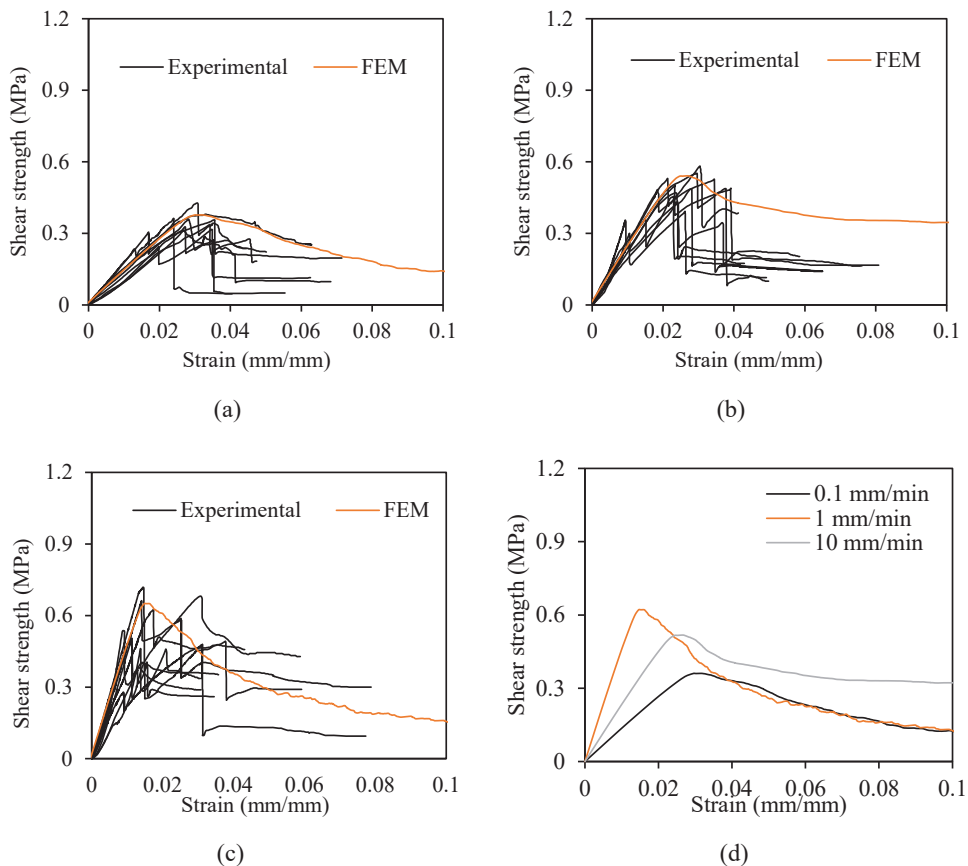 1.2
0.9
0.6
0.3
0
Shear strength (MPa)
Experimental
FEM
0 0.02 0.04 0.06 0.08 0.1
Strain (mm/mm)
(a)
1.2
0.9
0.6
0.3
0
Shear strength (MPa)
Experimental
FEM
0 0.02 0.04 0.06 0.08 0.1
Strain (mm/mm)
(b)
1.2
0.9
0.6
0.3
0
Shear strength (MPa)
Experimental
FEM
0 0.02 0.04 0.06 0.08 0.1
Strain (mm/mm)
(c)
1.2
0.9
0.6
0.3
0
Shear strength (MPa)
0.1 mm/min
1 mm/min
10 mm/min
0 0.02 0.04 0.06 0.08 0.1
Strain (mm/mm)
(d)